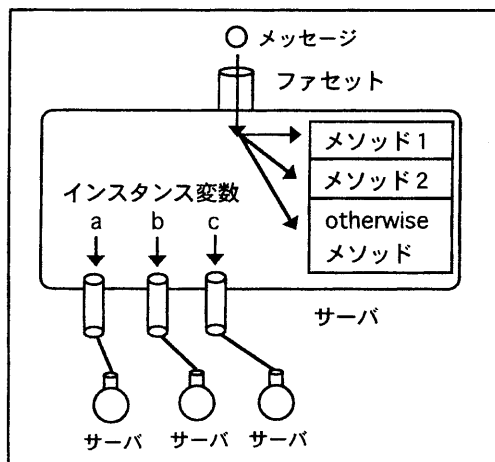 メッセージ
ファセット
メソッド1
メソッド2
otherwise
メソッド
インスタンス変数
a b c
サーバ
サーバ サーバ サーバ